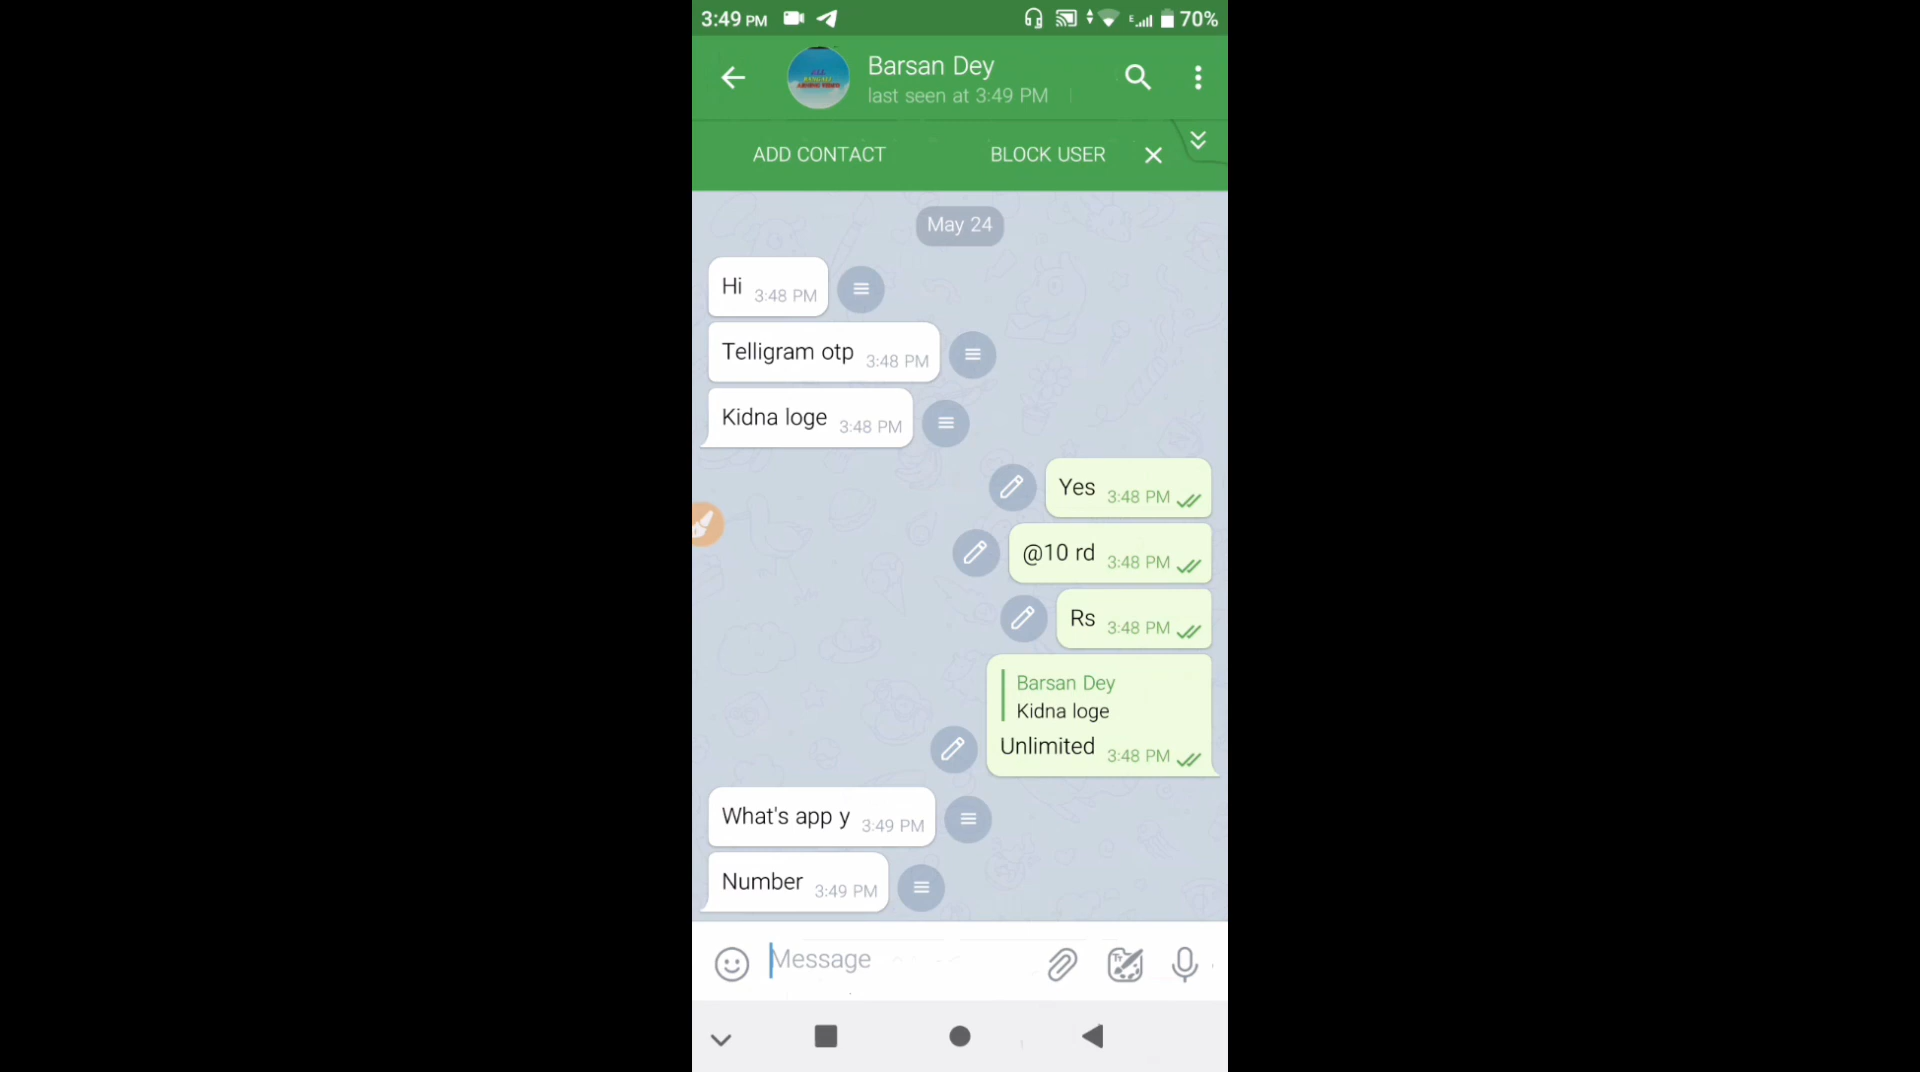 3:49 PM
E
70%
Barsan Dey
last seen at 3:49 PM
ADD CONTACT
BLOCK USER
May 24
Hi 3:48 PM
Telligram otp 3:48 PM
Kidna loge 3:48 PM
Yes 3:48 PM
@10 rd 3:48 PM
Rs 3:48 PM
Barsan Dey
Kidna loge
Unlimited 3:48 PM
What's app y 3:49 PM
Number 3:49 PM
Message